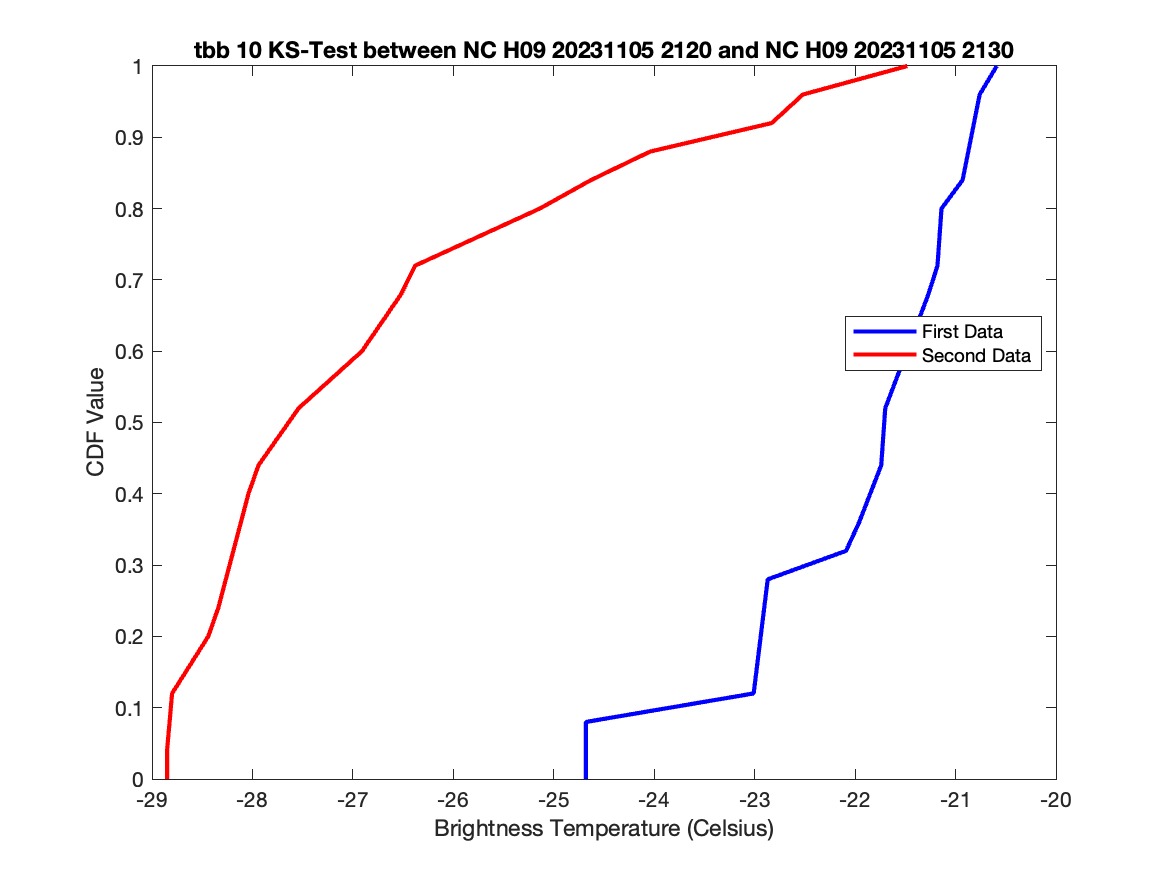 tbb 10 KS-Test between NC H09 20231105 2120 and NC H09 20231105 2130
1
0.9
0.8
0.7
0.6
0.5
0.4
0.3
0.2
0.1
0
CDF Value
First Data
Second Data
-29 -28 -27 -26 -25 -24 -23 -22 -21 -20
Brightness Temperature (Celsius)